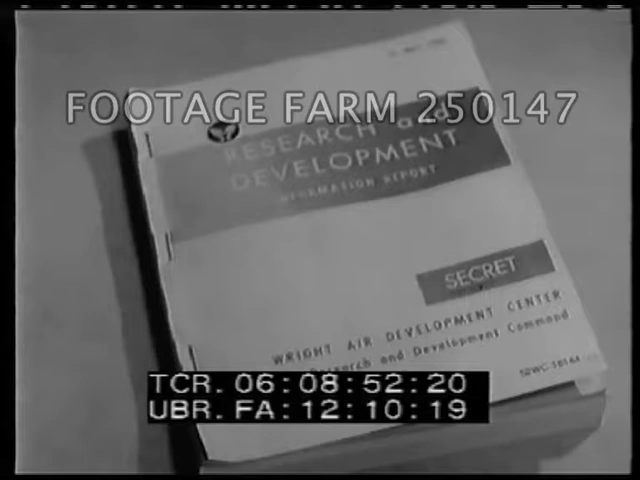 FOOTAGE FARM 250147
RESEARCH and
DEVELOPMENT
INFORMATION REPORT
SECRET
WRIGHT AIR DEVELOPMENT CENTER
Research and Development Command
TCR. 06:08:52:20
UBR. FA:12:10:19